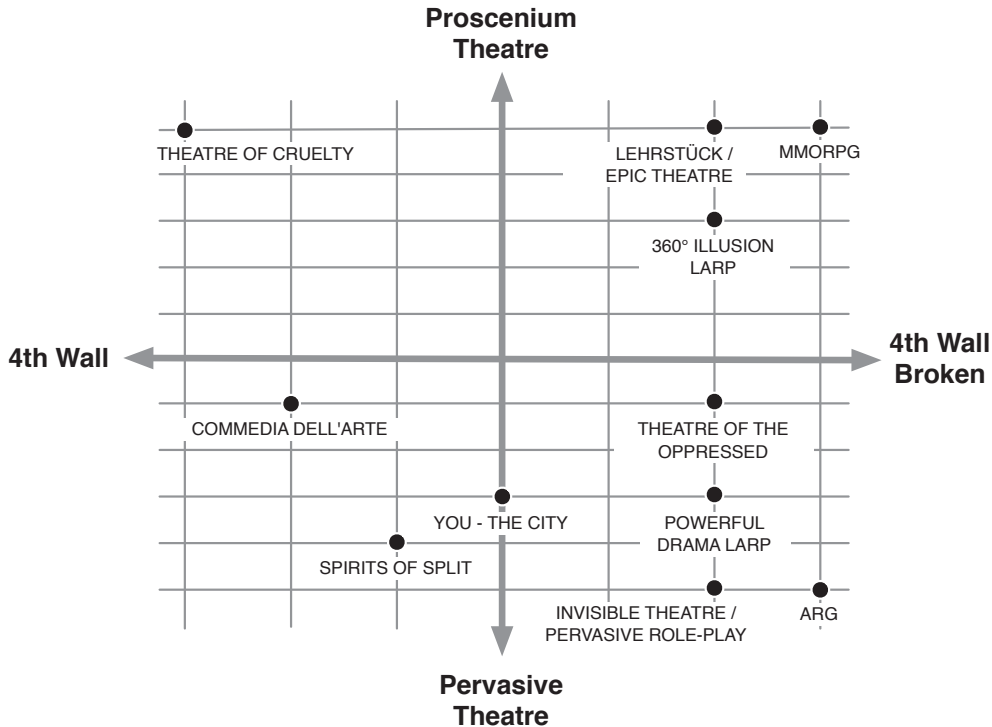 Proscenium
Theatre
THEATRE OF CRUELTY
LEHRSTÜCK /
EPIC THEATRE
MMORPG
360° ILLUSION
LARP
4th Wall
4th Wall
Broken
COMMEDIA DELL'ARTE
THEATRE OF THE
OPPRESSED
YOU - THE CITY
POWERFUL
DRAMA LARP
SPIRITS OF SPLIT
INVISIBLE THEATRE /
PERVASIVE ROLE-PLAY
ARG
Pervasive
Theatre